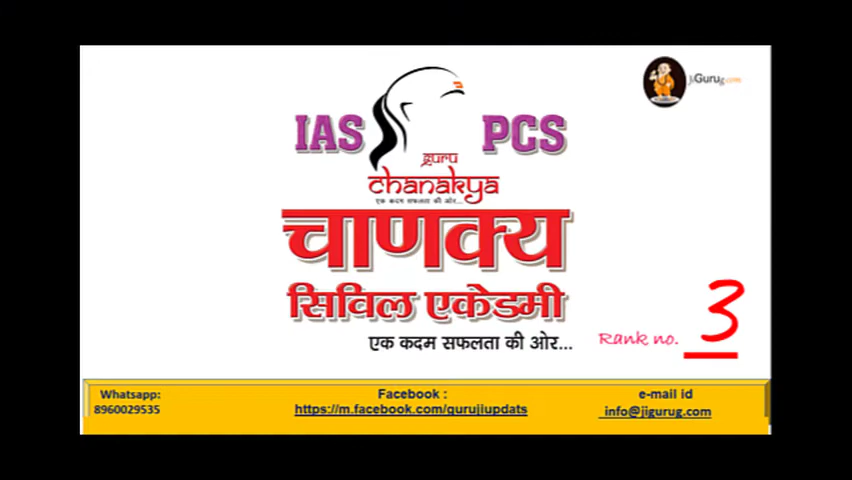 jiGurug.com
IAS PCS
guru
chanakya
एक कदम सफलता की ओर...
चाणक्य
सिविल एकेडमी
एक कदम सफलता की ओर...
Rank no. 3
Whatsapp:
8960029535
Facebook :
https://m.facebook.com/gurujiupdats
e-mail id
info@jigurug.com